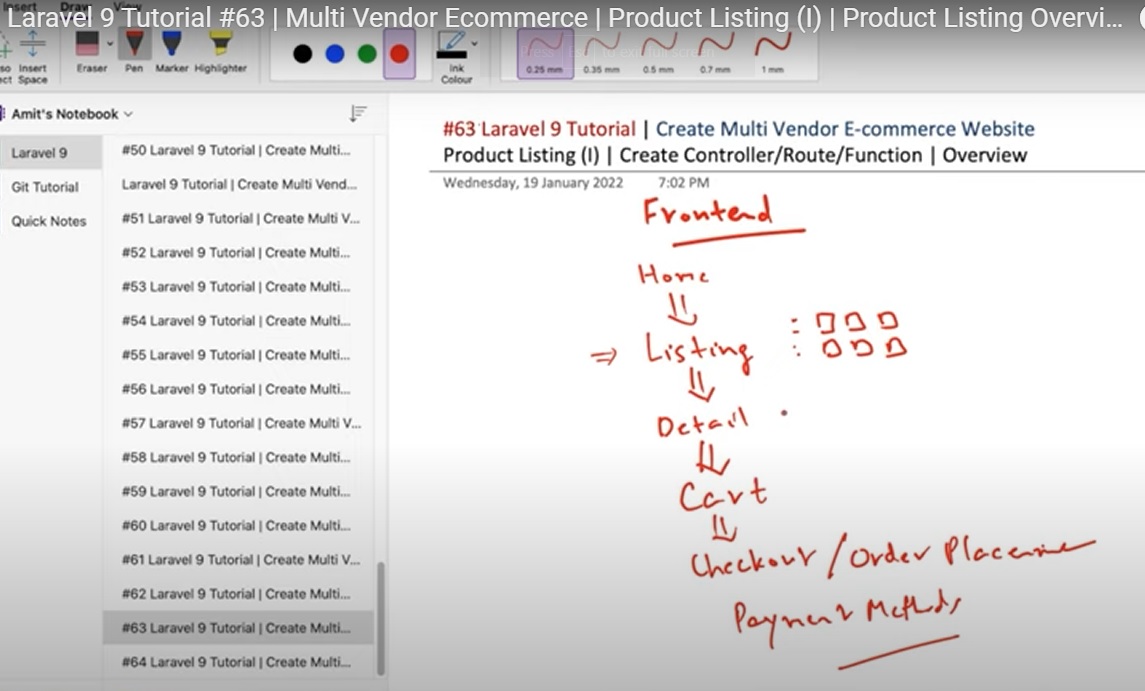 Laravel 9 Tutorial #63 | Multi Vendor Ecommerce | Product Listing (I) | Product Listing Overvi...
Insert Draw
Insert Space
Eraser
Pen
Marker
Highlighter
Ink Colour
0.25 mm
0.35 mm
0.5 mm
0.7 mm
1 mm
Amit's Notebook
Laravel 9
Git Tutorial
Quick Notes
#50 Laravel 9 Tutorial | Create Multi...
Laravel 9 Tutorial | Create Multi Vend...
#51 Laravel 9 Tutorial | Create Multi V...
#52 Laravel 9 Tutorial | Create Multi...
#53 Laravel 9 Tutorial | Create Multi...
#54 Laravel 9 Tutorial | Create Multi...
#55 Laravel 9 Tutorial | Create Multi...
#56 Laravel 9 Tutorial | Create Multi...
#57 Laravel 9 Tutorial | Create Multi V...
#58 Laravel 9 Tutorial | Create Multi...
#59 Laravel 9 Tutorial | Create Multi...
#60 Laravel 9 Tutorial | Create Multi...
#61 Laravel 9 Tutorial | Create Multi V...
#62 Laravel 9 Tutorial | Create Multi...
#63 Laravel 9 Tutorial | Create Multi...
#64 Laravel 9 Tutorial | Create Multi...
#63 Laravel 9 Tutorial | Create Multi Vendor E-commerce Website
Product Listing (I) | Create Controller/Route/Function | Overview
Wednesday, 19 January 2022 7:02 PM
Frontend
Home
⇒ Listing
Detail
Cart
Checkout / Order Placeme
Payment Methods